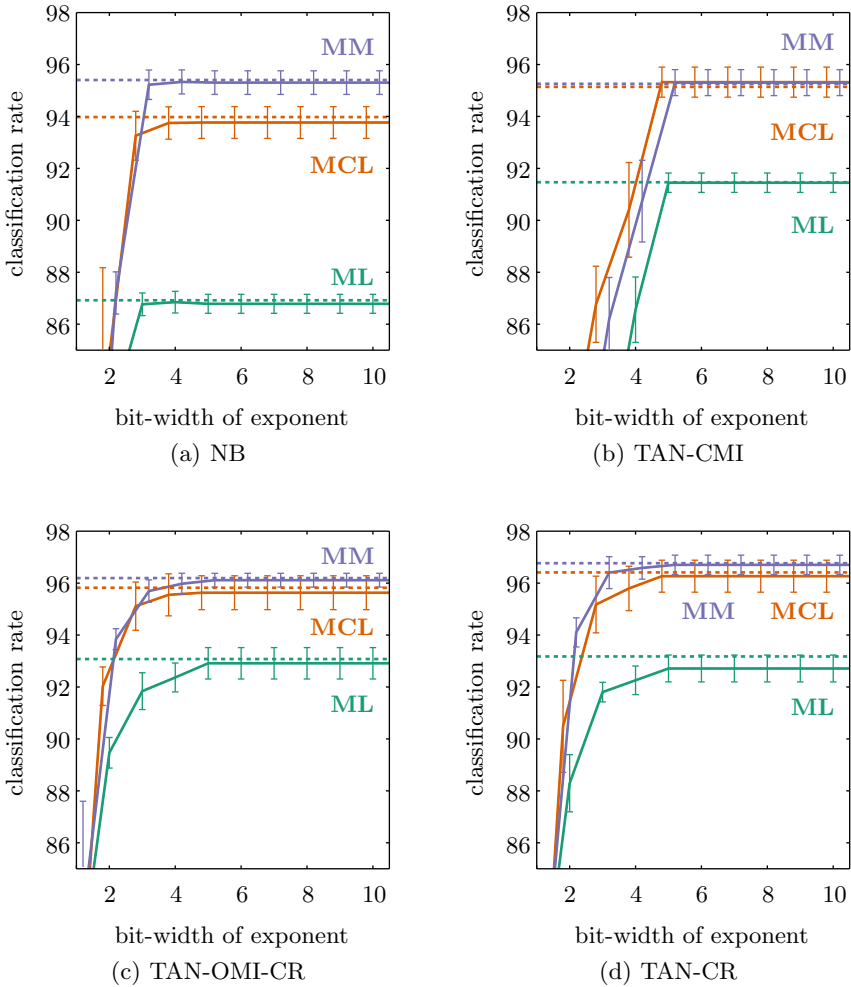 98
96
94
92
90
88
86
classification rate
MM
MCL
ML
2 4 6 8 10
bit-width of exponent
(a) NB
98
96
94
92
90
88
86
classification rate
MM
MCL
ML
2 4 6 8 10
bit-width of exponent
(b) TAN-CMI
98
96
94
92
90
88
86
classification rate
MM
MCL
ML
2 4 6 8 10
bit-width of exponent
(c) TAN-OMI-CR
98
96
94
92
90
88
86
classification rate
MM MCL
ML
2 4 6 8 10
bit-width of exponent
(d) TAN-CR